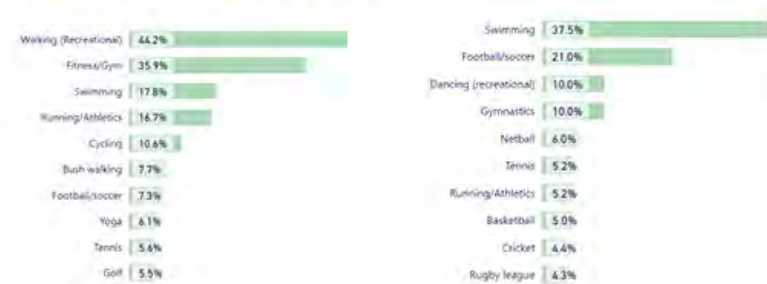 Walking (Recreational) 44.2%
Fitness/Gym 35.9%
Swimming 17.8%
Running/Athletics 16.7%
Cycling 10.6%
Bush walking 7.7%
Football/soccer 7.3%
Yoga 6.1%
Tennis 5.6%
Golf 5.5%
Swimming 37.5%
Football/soccer 21.0%
Dancing (recreational) 10.0%
Gymnastics 10.0%
Netball 6.0%
Tennis 5.2%
Running/Athletics 5.2%
Basketball 5.0%
Cricket 4.4%
Rugby league 4.3%